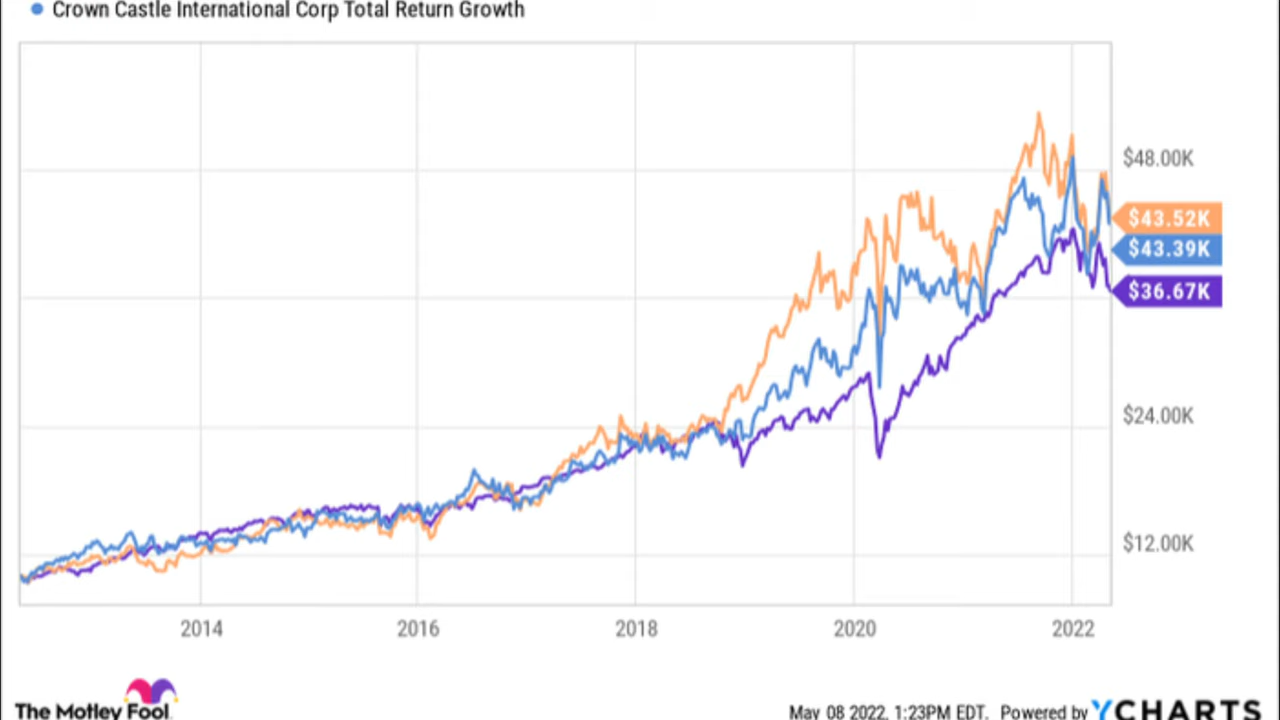 Crown Castle International Corp Total Return Growth
$48.00K
$43.52K
$43.39K
$36.67K
$24.00K
$12.00K
2014 2016 2018 2020 2022
The Motley Fool
May 08 2022, 1:23PM EDT. Powered by YCHARTS